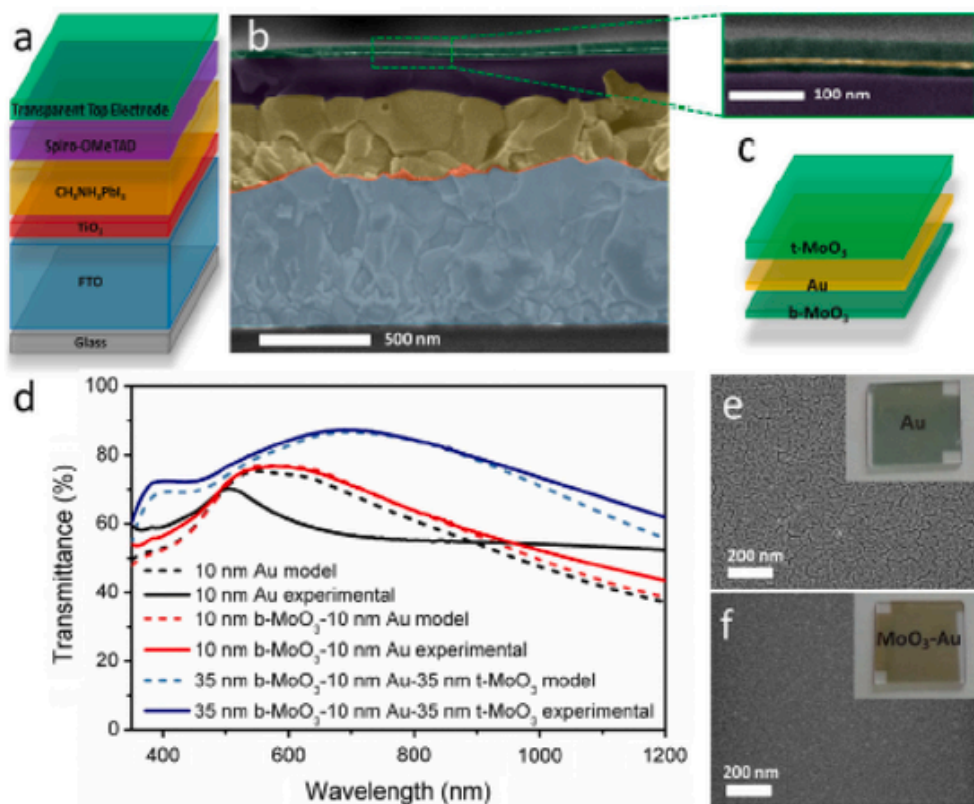 a
Transparent Top Electrode
Spiro-OMeTAD
CH₃NH₃PbI₃
TiO₂
FTO
Glass
b
500 nm
100 nm
c
t-MoO₃
Au
b-MoO₃
d
100
80
60
40
20
0
Transmittance (%)
10 nm Au model
10 nm Au experimental
10 nm b-MoO₃-10 nm Au model
10 nm b-MoO₃-10 nm Au experimental
35 nm b-MoO₃-10 nm Au-35 nm t-MoO₃ model
35 nm b-MoO₃-10 nm Au-35 nm t-MoO₃ experimental
400 600 800 1000 1200
Wavelength (nm)
e
Au
200 nm
f
MoO₃-Au
200 nm